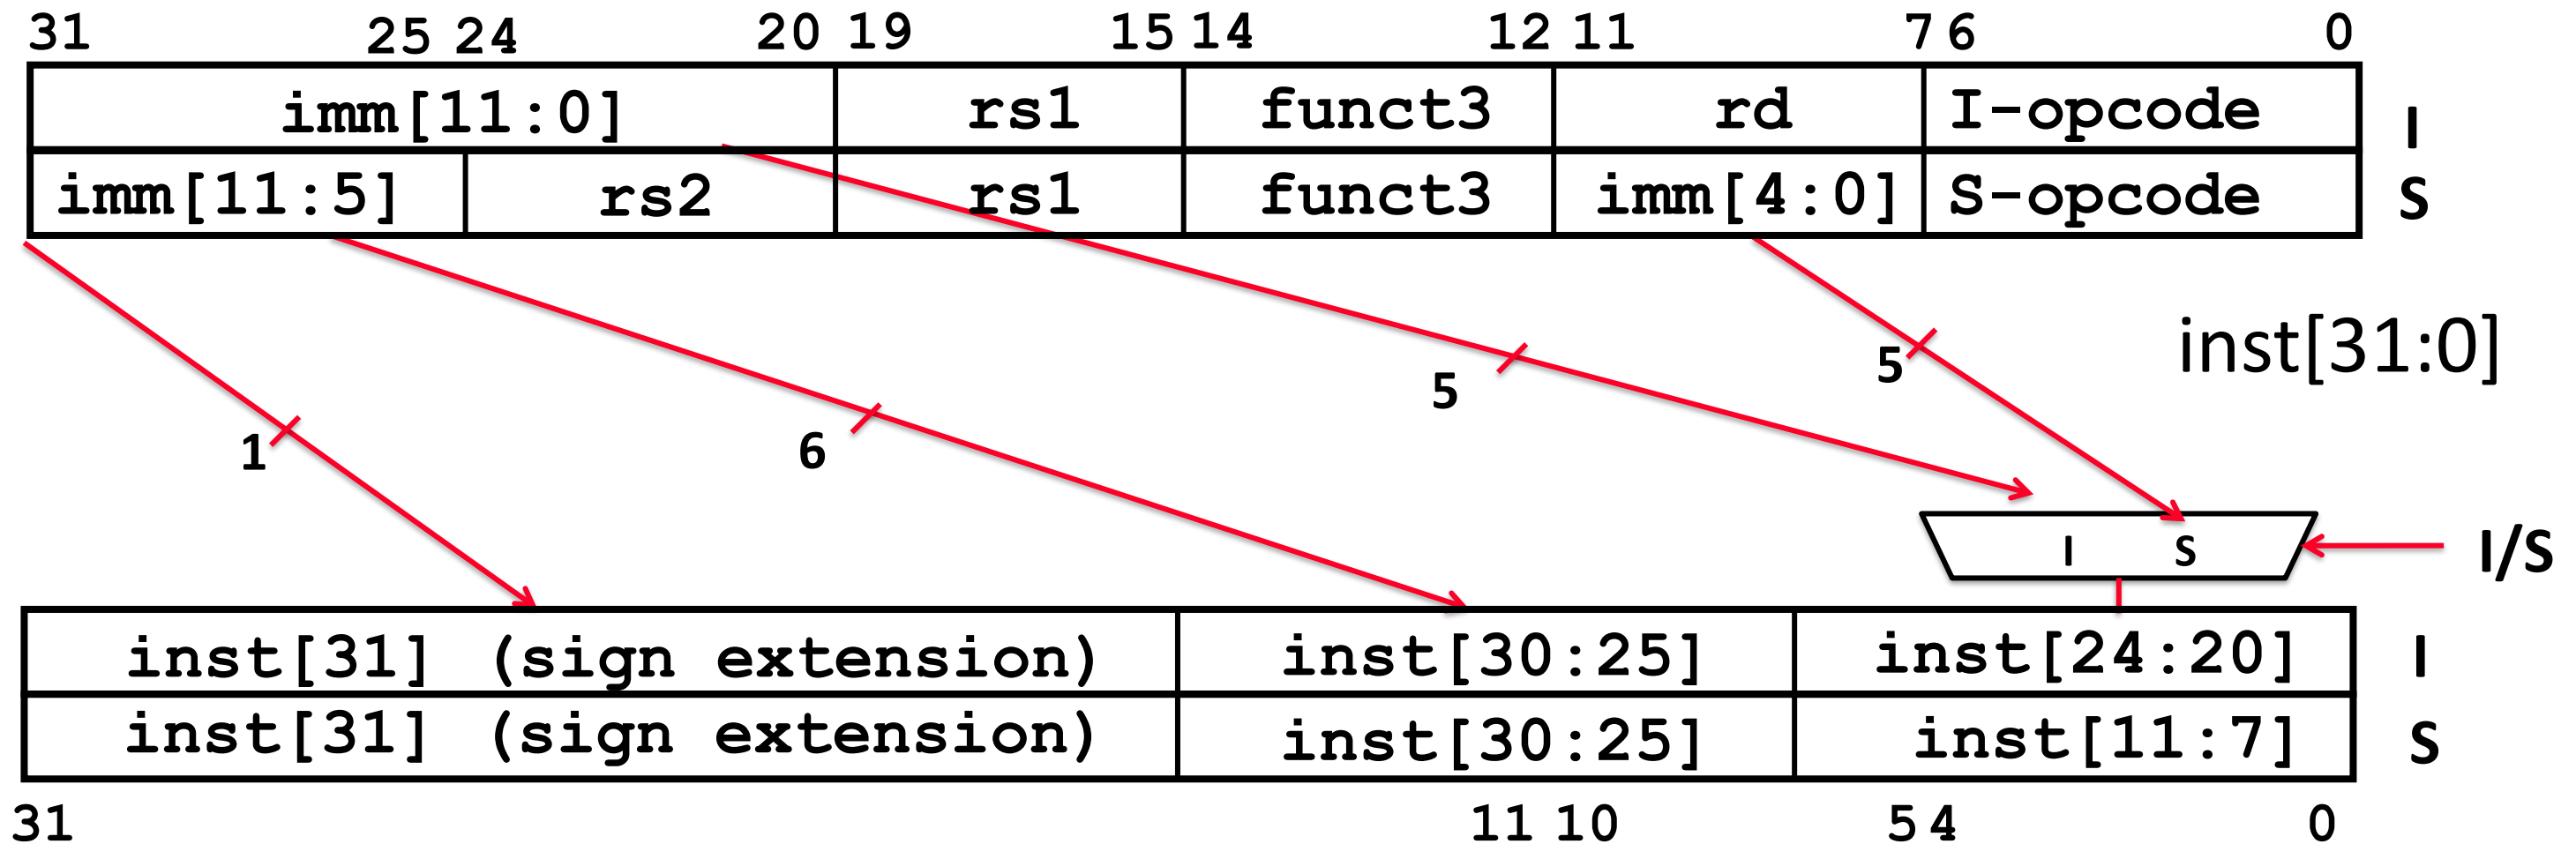 31 25 24 20 19 15 14 12 11 7 6 0
imm[11:0] rs1 funct3 rd I-opcode I
imm[11:5] rs2 rs1 funct3 imm[4:0] S-opcode S
inst[31:0]
1 6 5 5
I S I/S
inst[31] (sign extension) inst[30:25] inst[24:20] I
inst[31] (sign extension) inst[30:25] inst[11:7] S
31 11 10 5 4 0